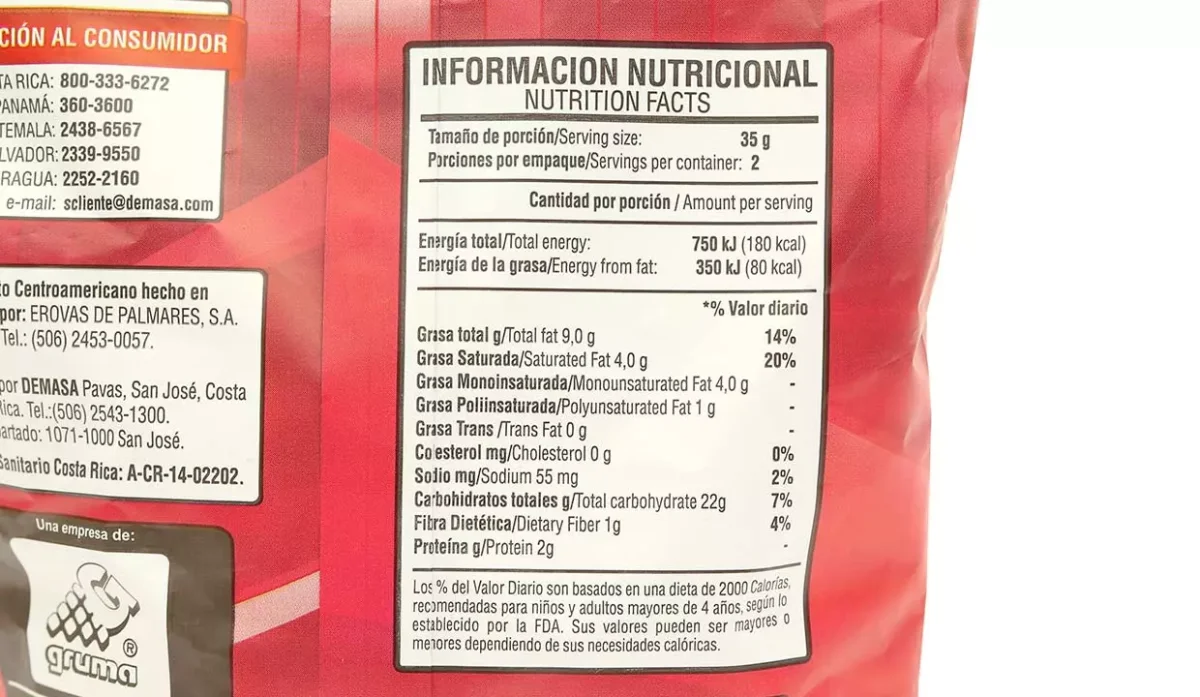 CIÓN AL CONSUMIDOR
TA RICA: 800-333-6272
PANAMÁ: 360-3600
TEMALA: 2438-6567
LVADOR: 2339-9550
RAGUA: 2252-2160
e-mail: scliente@demasa.com
to Centroamericano hecho en
por: EROVAS DE PALMARES, S.A.
Tel.: (506) 2453-0057.
por DEMASA Pavas, San José, Costa
Rica. Tel.:(506) 2543-1300.
artado: 1071-1000 San José.
Sanitario Costa Rica: A-CR-14-02202.
Una empresa de:
G
gruma®
INFORMACION NUTRICIONAL
NUTRITION FACTS
Tamaño de porción/Serving size: 35 g
Porciones por empaque/Servings per container: 2
Cantidad por porción / Amount per serving
Energía total/Total energy: 750 kJ (180 kcal)
Energía de la grasa/Energy from fat: 350 kJ (80 kcal)
*% Valor diario
Grasa total g/Total fat 9,0 g 14%
Grasa Saturada/Saturated Fat 4,0 g 20%
Grasa Monoinsaturada/Monounsaturated Fat 4,0 g -
Grasa Poliinsaturada/Polyunsaturated Fat 1 g -
Grasa Trans /Trans Fat 0 g -
Colesterol mg/Cholesterol 0 g 0%
Sodio mg/Sodium 55 mg 2%
Carbohidratos totales g/Total carbohydrate 22g 7%
Fibra Dietética/Dietary Fiber 1g 4%
Proteína g/Protein 2g -
Los % del Valor Diario son basados en una dieta de 2000 Calorías,
recomendadas para niños y adultos mayores de 4 años, según lo
establecido por la FDA. Sus valores pueden ser mayores o
menores dependiendo de sus necesidades calóricas.